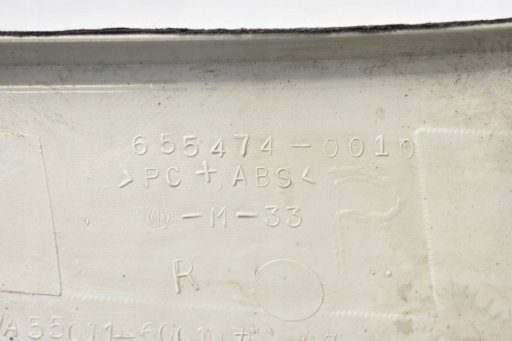 655474-0010
>PC + ABS<
-M-33
R
R